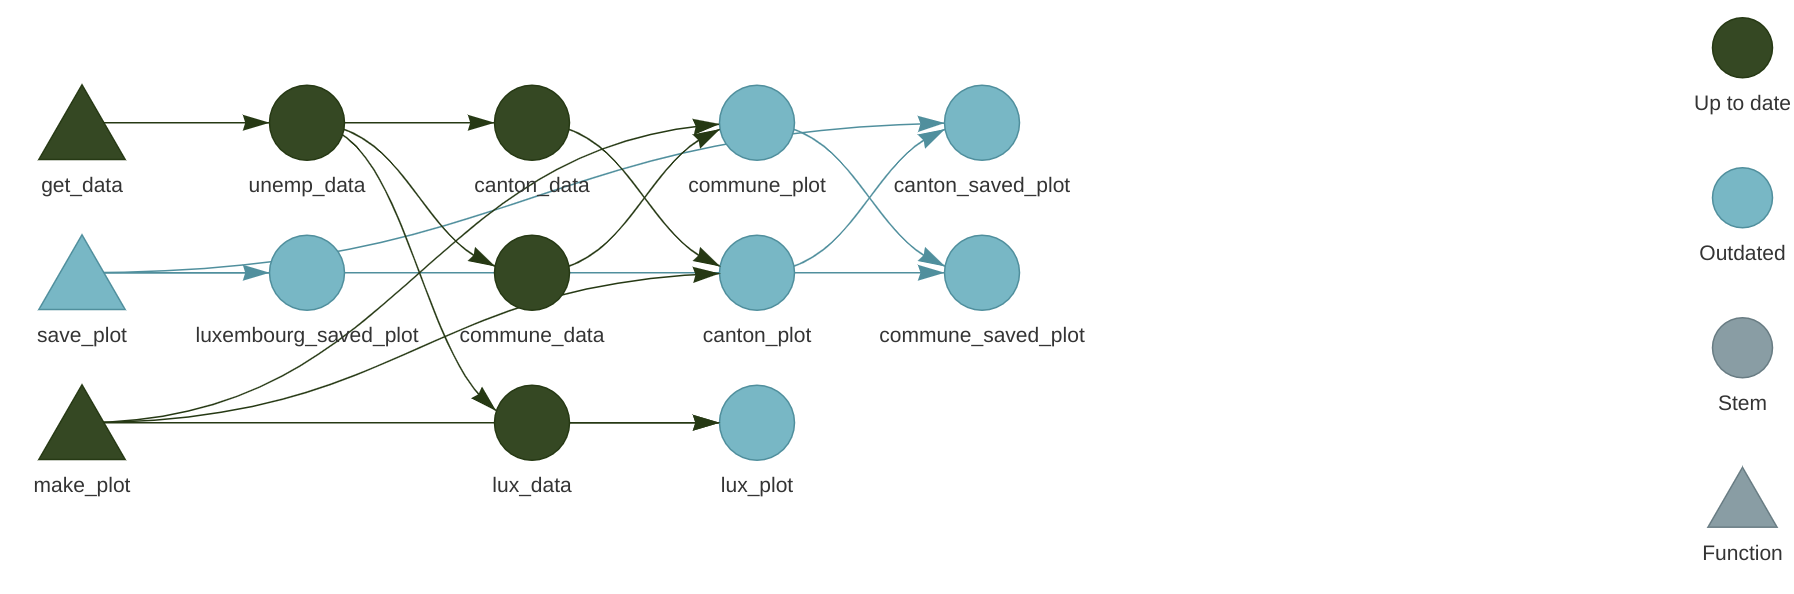 get_data
unemp_data
canton_data
commune_plot
canton_saved_plot
save_plot
luxembourg_saved_plot
commune_data
canton_plot
commune_saved_plot
make_plot
lux_data
lux_plot
Up to date
Outdated
Stem
Function